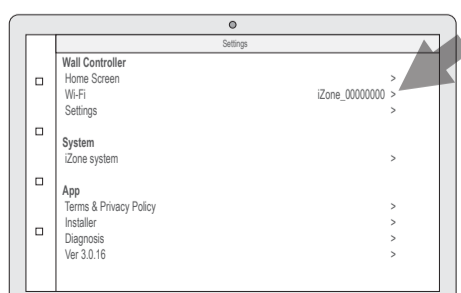 Settings
Wall Controller
Home Screen >
Wi-Fi iZone_00000000 >
Settings >
System
iZone system >
App
Terms & Privacy Policy >
Installer >
Diagnosis >
Ver 3.0.16 >